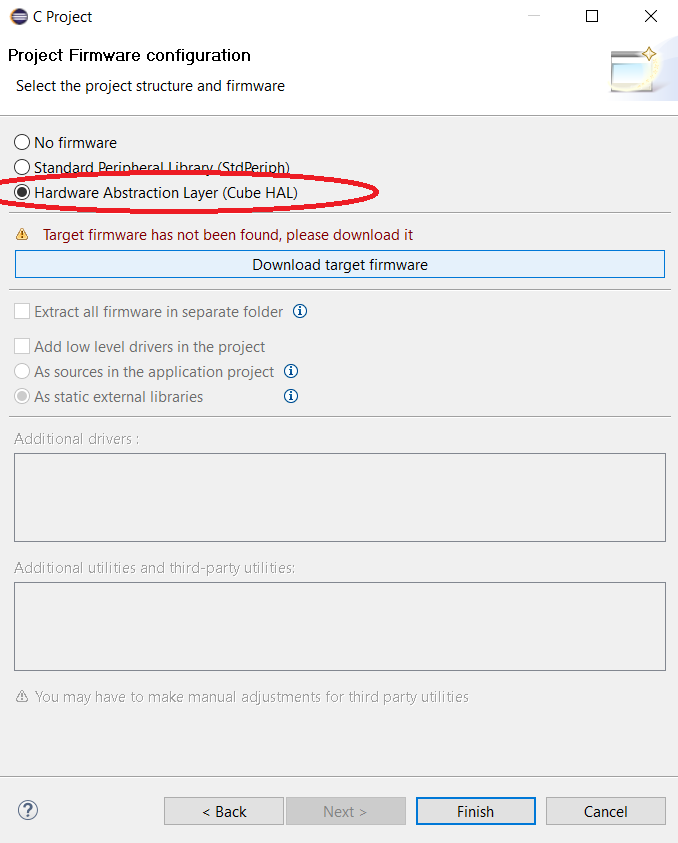 C Project
Project Firmware configuration
Select the project structure and firmware
No firmware
Standard Peripheral Library (StdPeriph)
Hardware Abstraction Layer (Cube HAL)
Target firmware has not been found, please download it
Download target firmware
Extract all firmware in separate folder
Add low level drivers in the project
As sources in the application project
As static external libraries
Additional drivers :
Additional utilities and third-party utilities:
You may have to make manual adjustments for third party utilities
< Back
Next >
Finish
Cancel